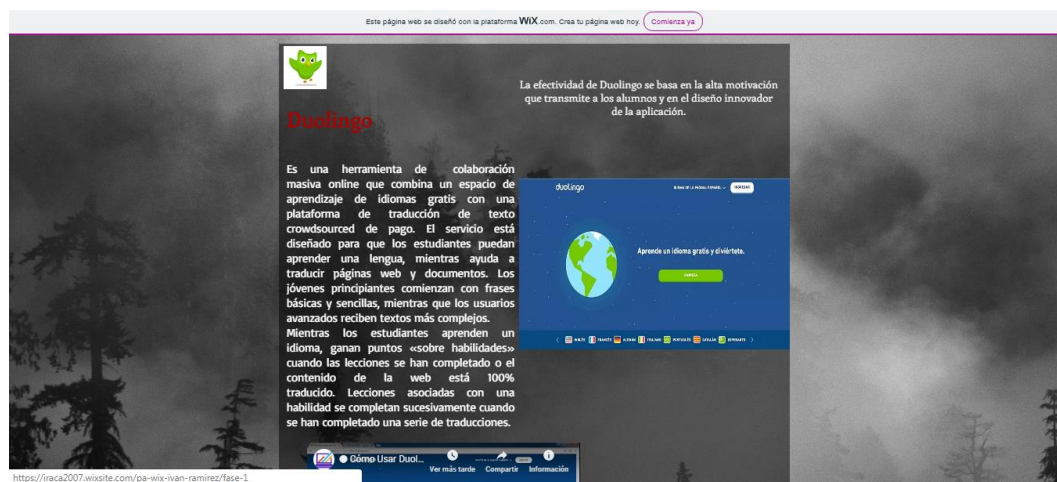 Este página web se diseñó con la plataforma WiX.com. Crea tu página web hoy. Comienza ya
La efectividad de Duolingo se basa en la alta motivación
que transmite a los alumnos y en el diseño innovador
de la aplicación.
Duolingo
Es una herramienta de colaboración
masiva online que combina un espacio de
aprendizaje de idiomas gratis con una
plataforma de traducción de texto
crowdsourced de pago. El servicio está
diseñado para que los estudiantes puedan
aprender una lengua, mientras ayuda a
traducir páginas web y documentos. Los
jóvenes principiantes comienzan con frases
básicas y sencillas, mientras que los usuarios
avanzados reciben textos más complejos.
Mientras los estudiantes aprenden un
idioma, ganan puntos «sobre habilidades»
cuando las lecciones se han completado o el
contenido de la web está 100%
traducido. Lecciones asociadas con una
habilidad se completan sucesivamente cuando
se han completado una serie de traducciones.
duolingo
Aprende un idioma gratis y diviértete.
INGLÉS FRANCÉS ALEMÁN ITALIANO PORTUGUÉS CATALÁN ESPERANTO
Cómo Usar Duol...
Ver más tarde Compartir Información
https://iraca2007.wixsite.com/pa-wix-ivan-ramirez/fase-1